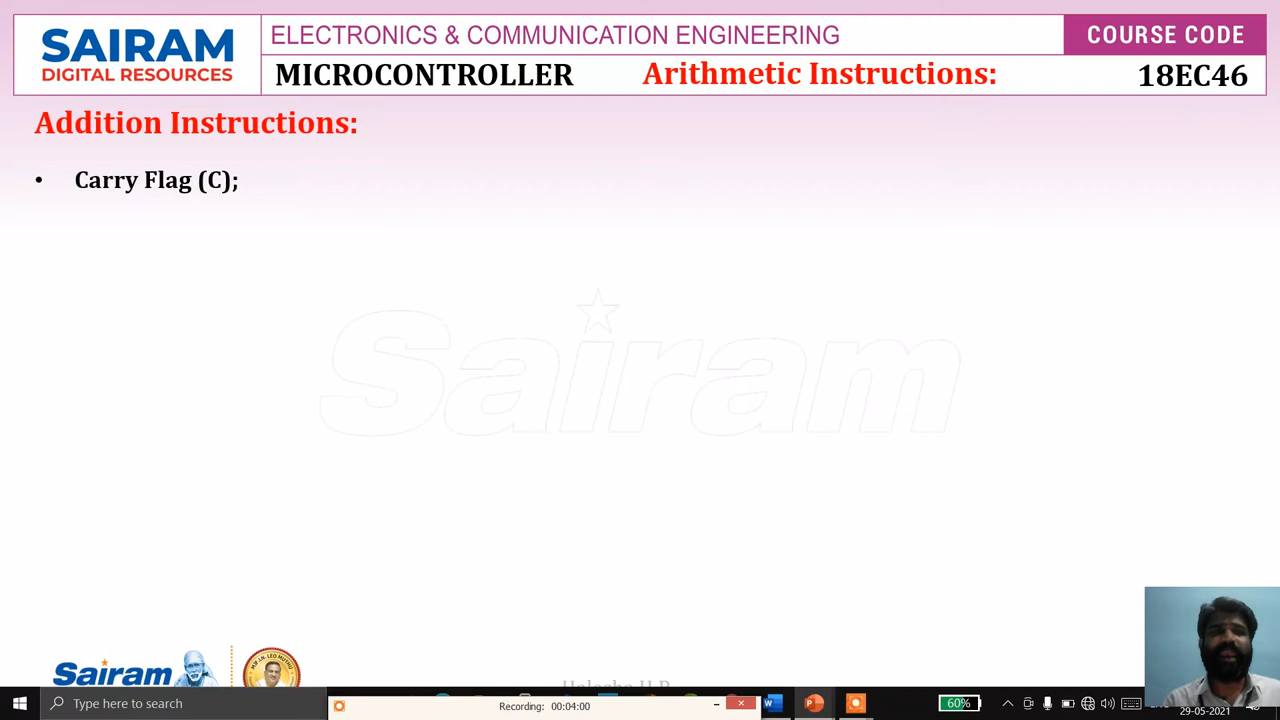 SAIRAM
DIGITAL RESOURCES
ELECTRONICS & COMMUNICATION ENGINEERING
COURSE CODE
MICROCONTROLLER
Arithmetic Instructions:
18EC46
Addition Instructions:
• Carry Flag (C);
Sairam
Sairam
Type here to search
Recording: 00:04:00
60%
29-05-2021